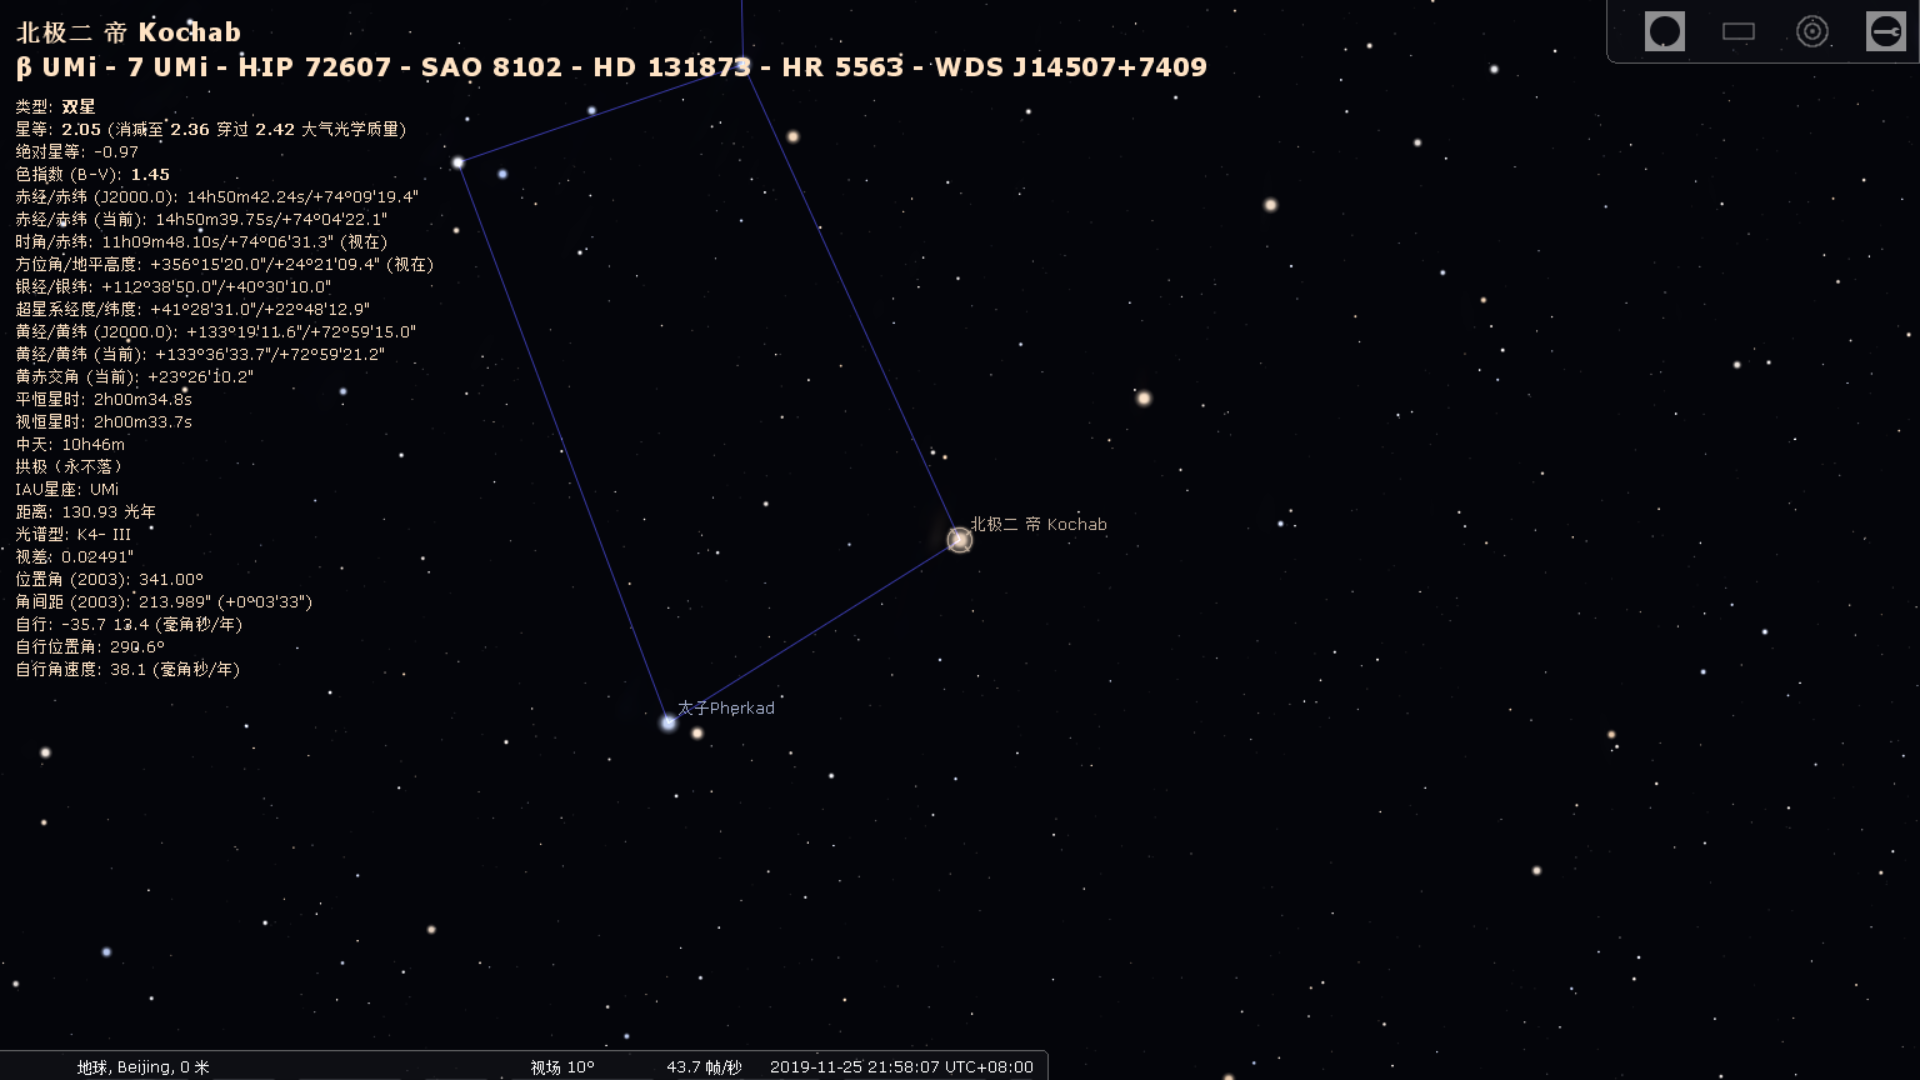 北极二 帝 Kochab
β UMi - 7 UMi - HIP 72607 - SAO 8102 - HD 131873 - HR 5563 - WDS J14507+7409
类型: 双星
星等: 2.05 (消减至 2.36 穿过 2.42 大气光学质量)
绝对星等: -0.97
色指数 (B-V): 1.45
赤经/赤纬 (J2000.0): 14h50m42.24s/+74°09'19.4"
赤经/赤纬 (当前): 14h50m39.75s/+74°04'22.1"
时角/赤纬: 11h09m48.10s/+74°06'31.3" (视在)
方位角/地平高度: +356°15'20.0"/+24°21'09.4" (视在)
银经/银纬: +112°38'50.0"/+40°30'10.0"
超星系经度/纬度: +41°28'31.0"/+22°48'12.9"
黄经/黄纬 (J2000.0): +133°19'11.6"/+72°59'15.0"
黄经/黄纬 (当前): +133°36'33.7"/+72°59'21.2"
黄赤交角 (当前): +23°26'10.2"
平恒星时: 2h00m34.8s
视恒星时: 2h00m33.7s
中天: 10h46m
拱极（永不落）
IAU星座: UMi
距离: 130.93 光年
光谱型: K4- III
视差: 0.02491"
位置角 (2003): 341.00°
角间距 (2003): 213.989" (+0°03'33")
自行: -35.7 13.4 (毫角秒/年)
自行位置角: 290.6°
自行角速度: 38.1 (毫角秒/年)
北极二 帝 Kochab
太子Pherkad
地球, Beijing, 0 米 视场 10° 43.7 帧/秒 2019-11-25 21:58:07 UTC+08:00